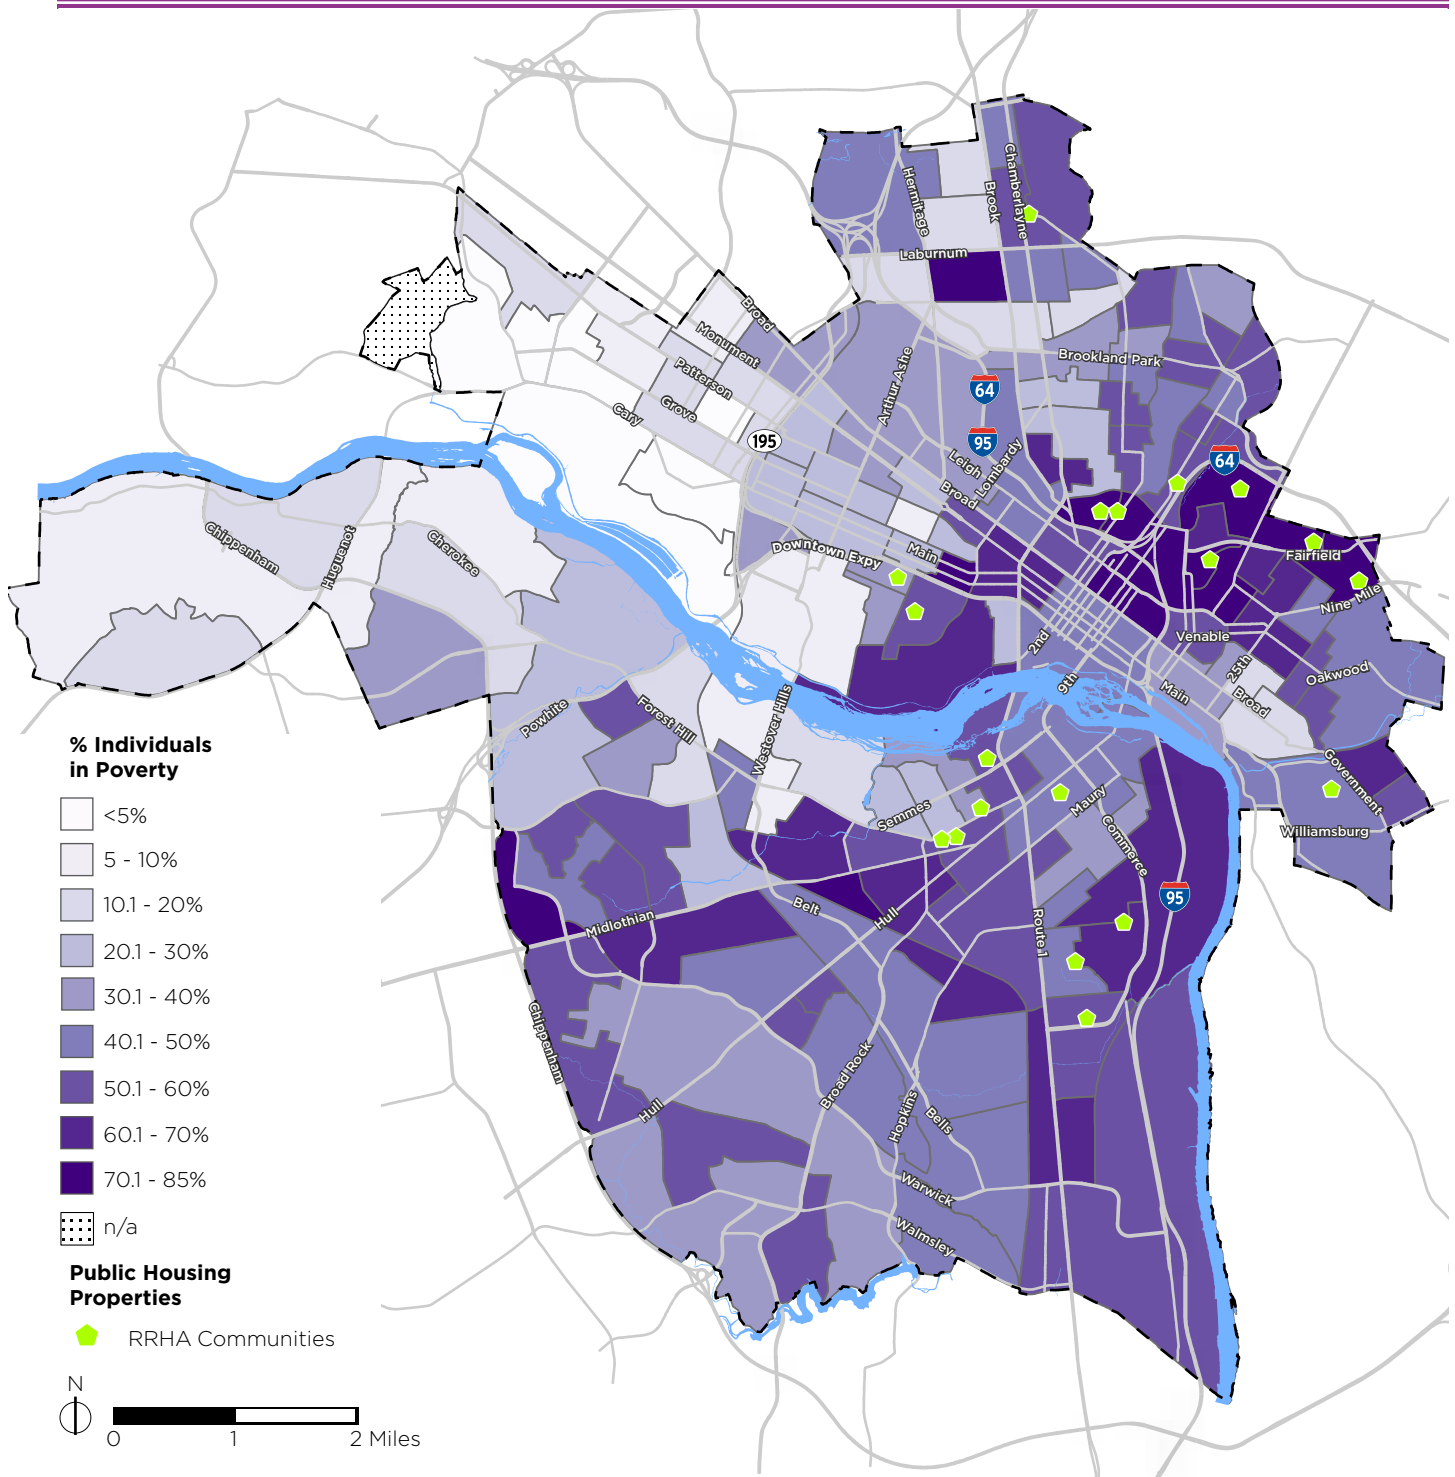 Hermitage
Brook
Chamberlayne
Laburnum
Broad
Monument
Patterson
Grove
Cary
Arthur Ashe
Brookland Park
64
95
195
Leigh
Lombardy
Broad
64
Chippenham
Huguenot
Cherokee
Downtown Expy
Main
Fairfield
Nine Mile
Venable
2nd
25th
Oakwood
9th
Main
Broad
Powhite
Forest Hill
Westover Hills
Government
Semmes
Maury
Commerce
Williamsburg
95
Midlothian
Belt
Hull
Route 1
Chippenham
Hull
Broad Rock
Hopkins
Bells
Warwick
Walmsley
% Individuals
in Poverty
<5%
5 - 10%
10.1 - 20%
20.1 - 30%
30.1 - 40%
40.1 - 50%
50.1 - 60%
60.1 - 70%
70.1 - 85%
n/a
Public Housing
Properties
RRHA Communities
N
0 1 2 Miles